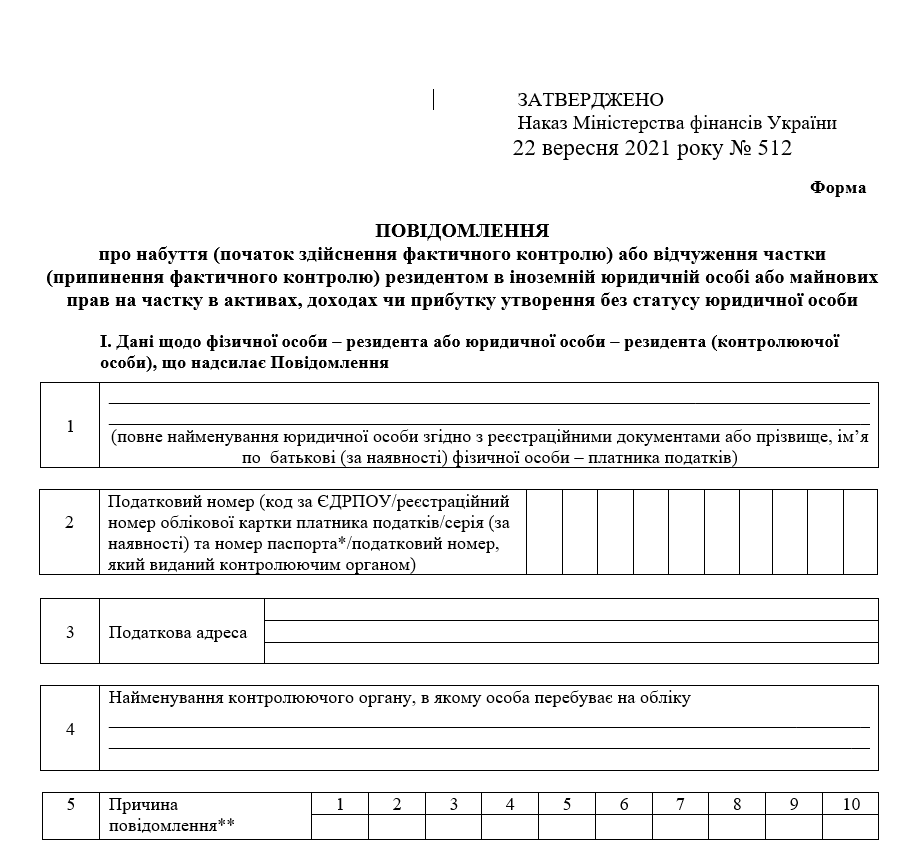 ЗАТВЕРДЖЕНО
Наказ Міністерства фінансів України
22 вересня 2021 року № 512
Форма
ПОВІДОМЛЕННЯ
про набуття (початок здійснення фактичного контролю) або відчуження частки
(припинення фактичного контролю) резидентом в іноземній юридичній особі або майнових
прав на частку в активах, доходах чи прибутку утворення без статусу юридичної особи
І. Дані щодо фізичної особи – резидента або юридичної особи – резидента (контролюючої
особи), що надсилає Повідомлення
1
(повне найменування юридичної особи згідно з реєстраційними документами або прізвище, ім’я
по батькові (за наявності) фізичної особи – платника податків)
2
Податковий номер (код за ЄДРПОУ/реєстраційний
номер облікової картки платника податків/серія (за
наявності) та номер паспорта*/податковий номер,
який виданий контролюючим органом)
3
Податкова адреса
4
Найменування контролюючого органу, в якому особа перебуває на обліку
5
Причина
повідомлення**
1 2 3 4 5 6 7 8 9 10